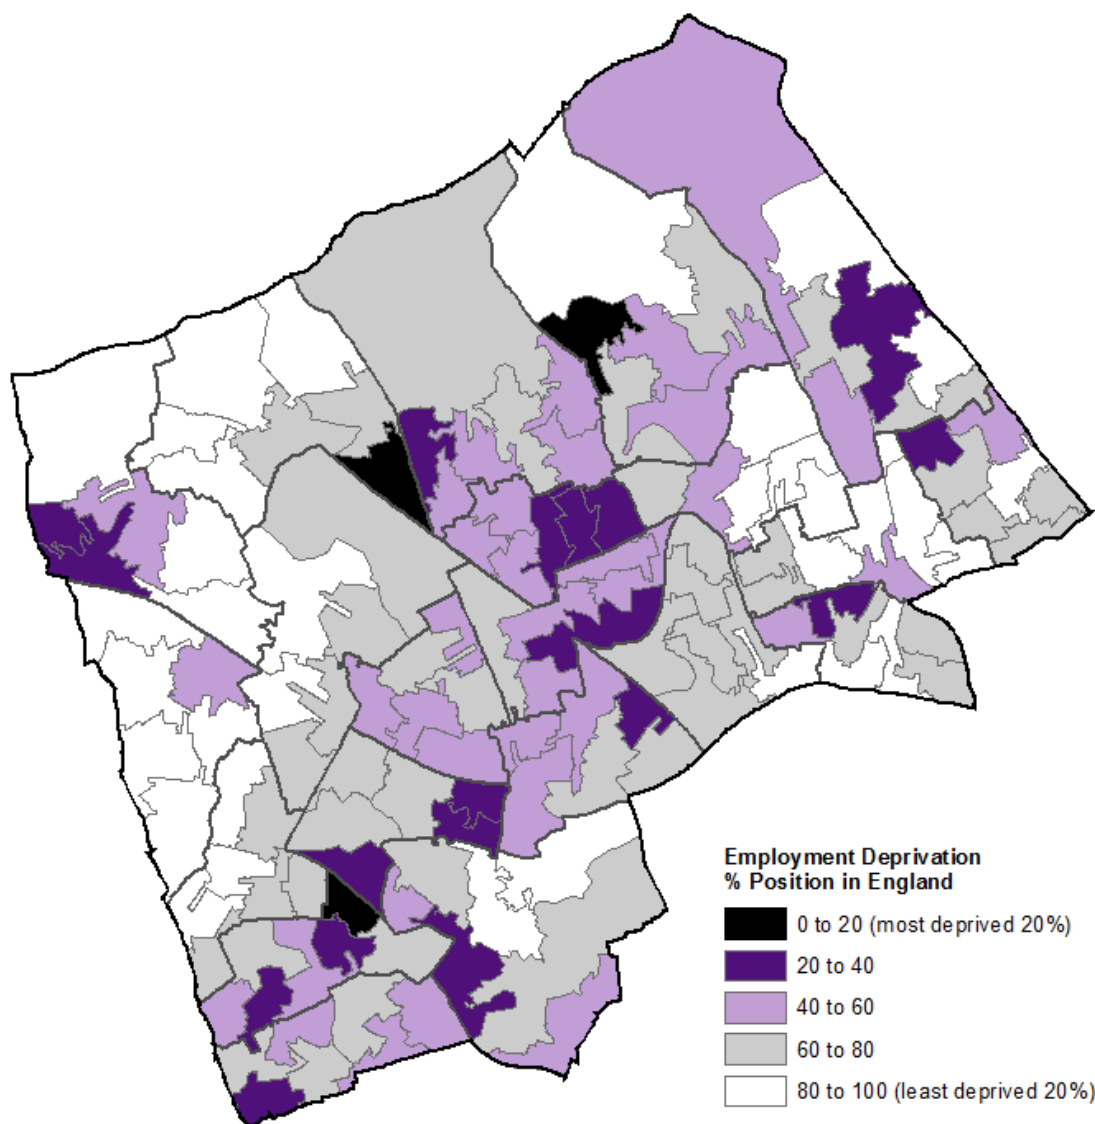 Employment Deprivation
% Position in England
0 to 20 (most deprived 20%)
20 to 40
40 to 60
60 to 80
80 to 100 (least deprived 20%)